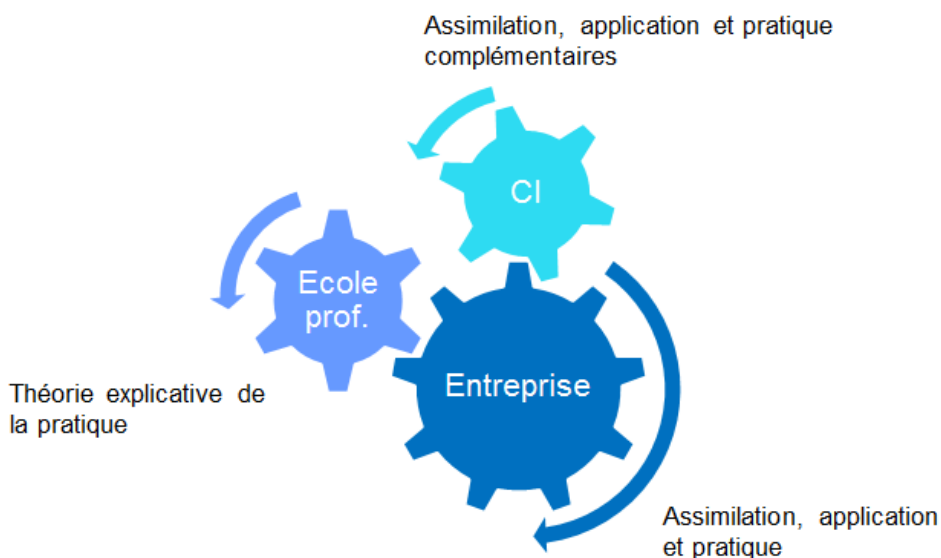 Assimilation, application et pratique
complémentaires
CI
Ecole
prof.
Entreprise
Théorie explicative de
la pratique
Assimilation, application
et pratique